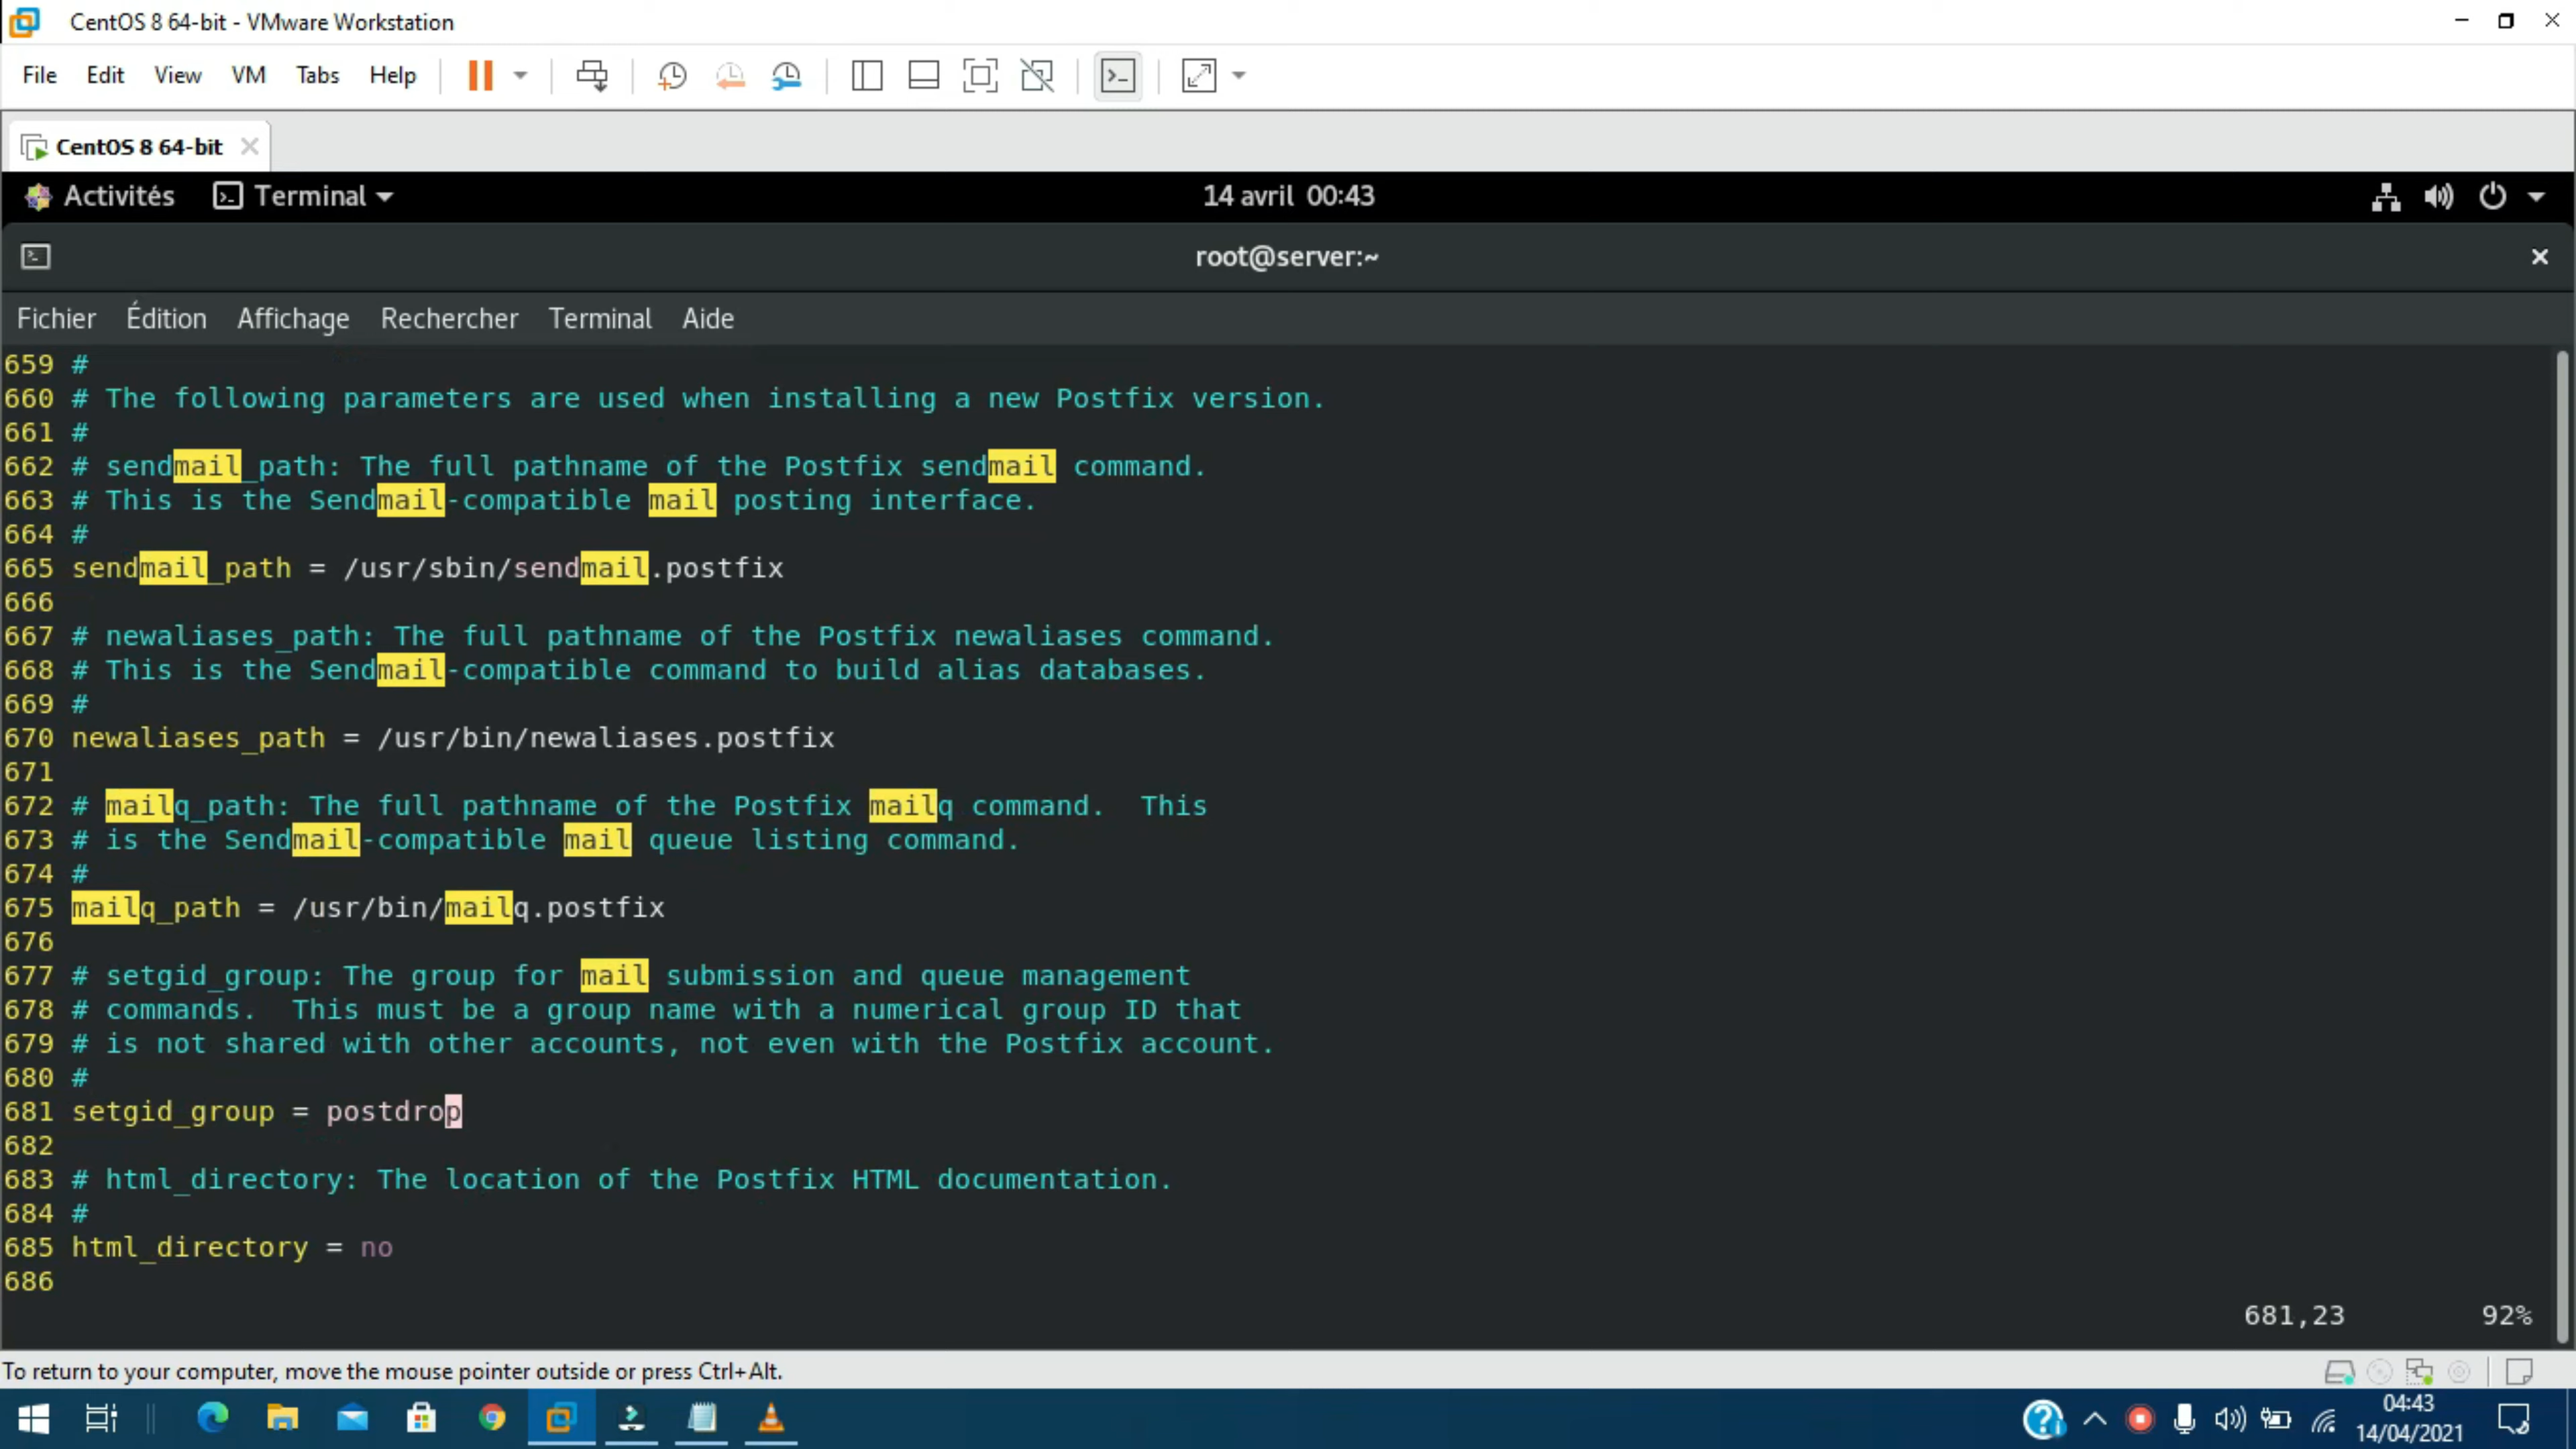 CentOS 8 64-bit - VMware Workstation
File Edit View VM Tabs Help
CentOS 8 64-bit
Activités Terminal 14 avril 00:43
root@server:~
Fichier Édition Affichage Rechercher Terminal Aide
659 #
660 # The following parameters are used when installing a new Postfix version.
661 #
662 # sendmail_path: The full pathname of the Postfix sendmail command.
663 # This is the Sendmail-compatible mail posting interface.
664 #
665 sendmail_path = /usr/sbin/sendmail.postfix
666
667 # newaliases_path: The full pathname of the Postfix newaliases command.
668 # This is the Sendmail-compatible command to build alias databases.
669 #
670 newaliases_path = /usr/bin/newaliases.postfix
671
672 # mailq_path: The full pathname of the Postfix mailq command.  This
673 # is the Sendmail-compatible mail queue listing command.
674 #
675 mailq_path = /usr/bin/mailq.postfix
676
677 # setgid_group: The group for mail submission and queue management
678 # commands.  This must be a group name with a numerical group ID that
679 # is not shared with other accounts, not even with the Postfix account.
680 #
681 setgid_group = postdrop
682
683 # html_directory: The location of the Postfix HTML documentation.
684 #
685 html_directory = no
686
681,23 92%
To return to your computer, move the mouse pointer outside or press Ctrl+Alt.
04:43
14/04/2021